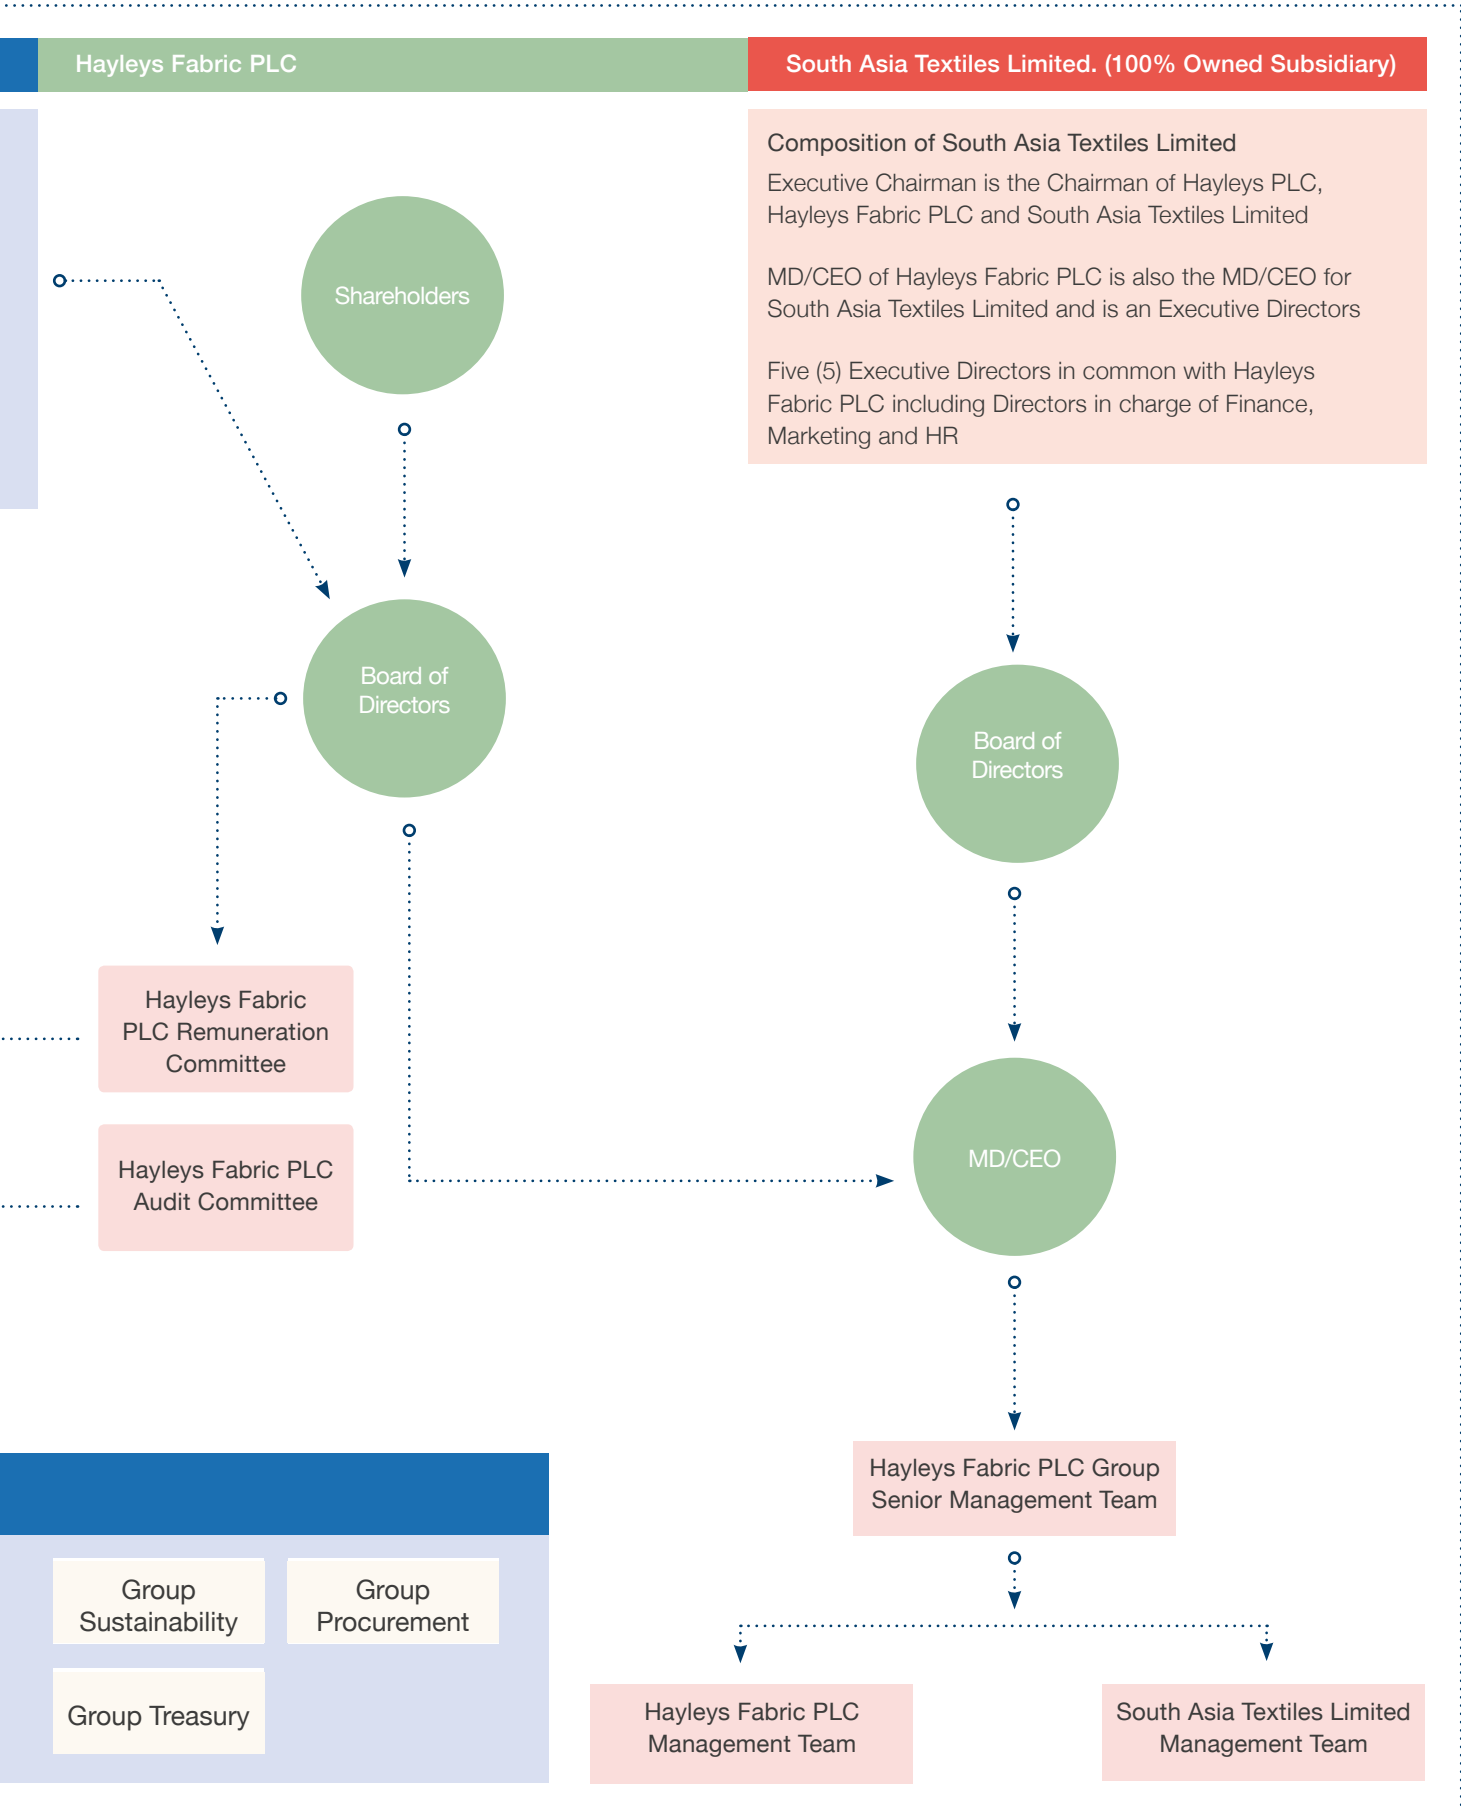 Hayleys Fabric PLC
South Asia Textiles Limited. (100% Owned Subsidiary)
Composition of South Asia Textiles Limited
Executive Chairman is the Chairman of Hayleys PLC,
Hayleys Fabric PLC and South Asia Textiles Limited
MD/CEO of Hayleys Fabric PLC is also the MD/CEO for
South Asia Textiles Limited and is an Executive Directors
Five (5) Executive Directors in common with Hayleys
Fabric PLC including Directors in charge of Finance,
Marketing and HR
Shareholders
Board of
Directors
Board of
Directors
Hayleys Fabric
PLC Remuneration
Committee
Hayleys Fabric PLC
Audit Committee
MD/CEO
Hayleys Fabric PLC Group
Senior Management Team
Group
Sustainability
Group
Procurement
Group Treasury
Hayleys Fabric PLC
Management Team
South Asia Textiles Limited
Management Team